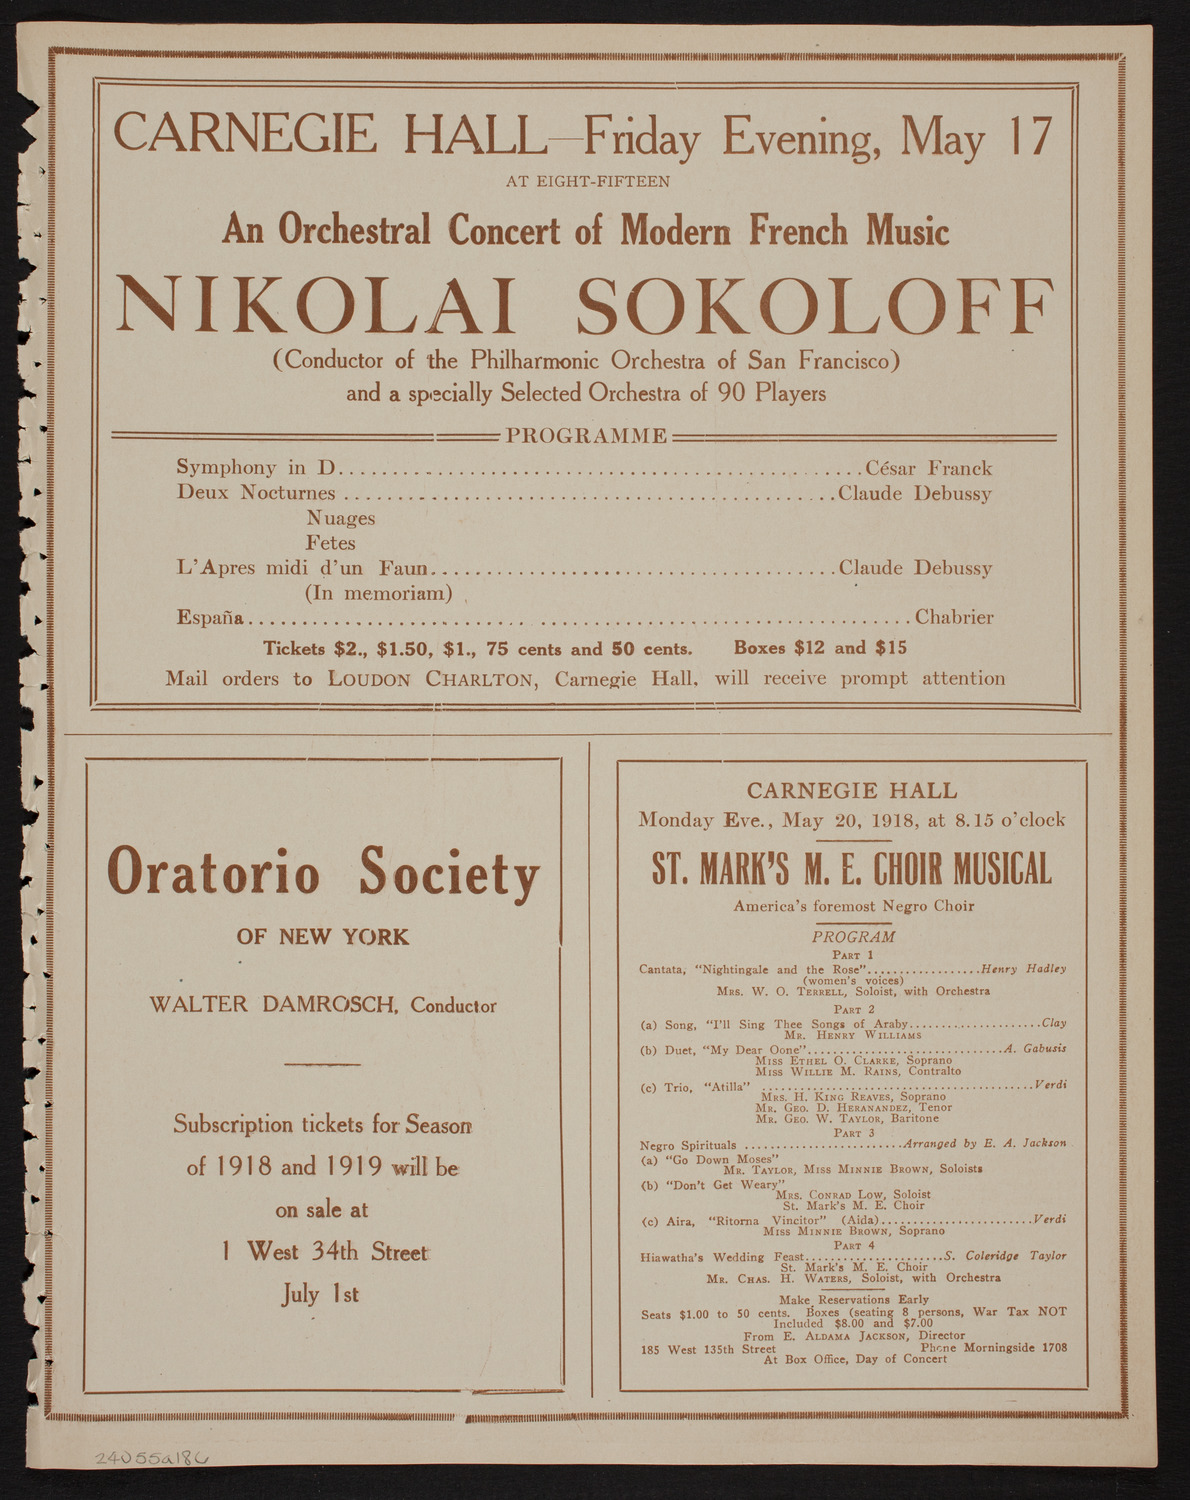 CARNEGIE HALL—Friday Evening, May 17
AT EIGHT-FIFTEEN
An Orchestral Concert of Modern French Music
NIKOLAI SOKOLOFF
(Conductor of the Philharmonic Orchestra of San Francisco)
and a specially Selected Orchestra of 90 Players
PROGRAMME
Symphony in D. . . . . . . . . . . . . . . . . . . . César Franck
Deux Nocturnes . . . . . . . . . . . . . . . . . . . . Claude Debussy
Nuages
Fetes
L'Apres midi d'un Faun. . . . . . . . . . . . . . . . . . . . Claude Debussy
(In memoriam)
España. . . . . . . . . . . . . . . . . . . . Chabrier
Tickets $2., $1.50, $1., 75 cents and 50 cents. Boxes $12 and $15
Mail orders to LOUDON CHARLTON, Carnegie Hall, will receive prompt attention
Oratorio Society
OF NEW YORK
WALTER DAMROSCH, Conductor
Subscription tickets for Season
of 1918 and 1919 will be
on sale at
1 West 34th Street
July 1st
CARNEGIE HALL
Monday Eve., May 20, 1918, at 8.15 o'clock
ST. MARK'S M. E. CHOIR MUSICAL
America's foremost Negro Choir
PROGRAM
PART 1
Cantata, "Nightingale and the Rose". . . . . . . . . . Henry Hadley
(women's voices)
MRS. W. O. TERRELL, Soloist, with Orchestra
PART 2
(a) Song, "I'll Sing Thee Songs of Araby. . . . . . . . . . Clay
MR. HENRY WILLIAMS
(b) Duet, "My Dear Oone". . . . . . . . . . A. Gabusis
MISS ETHEL O. CLARKE, Soprano
MISS WILLIE M. RAINS, Contralto
(c) Trio, "Atilla" . . . . . . . . . . Verdi
MRS. H. KING REAVES, Soprano
MR. GEO. D. HERANANDEZ, Tenor
MR. GEO. W. TAYLOR, Baritone
PART 3
Negro Spirituals . . . . . . . . . . Arranged by E. A. Jackson
(a) "Go Down Moses"
MR. TAYLOR, MISS MINNIE BROWN, Soloists
(b) "Don't Get Weary"
MRS. CONRAD LOW, Soloist
St. Mark's M. E. Choir
(c) Aira, "Ritorna Vincitor" (Aida). . . . . . . . . . Verdi
MISS MINNIE BROWN, Soprano
PART 4
Hiawatha's Wedding Feast. . . . . . . . . . S. Coleridge Taylor
St. Mark's M. E. Choir
MR. CHAS. H. WATERS, Soloist, with Orchestra
Make Reservations Early
Seats $1.00 to 50 cents. Boxes (seating 8 persons, War Tax NOT
Included $8.00 and $7.00
From E. ALDAMA JACKSON, Director
185 West 135th Street Phone Morningside 1708
At Box Office, Day of Concert
24055a186